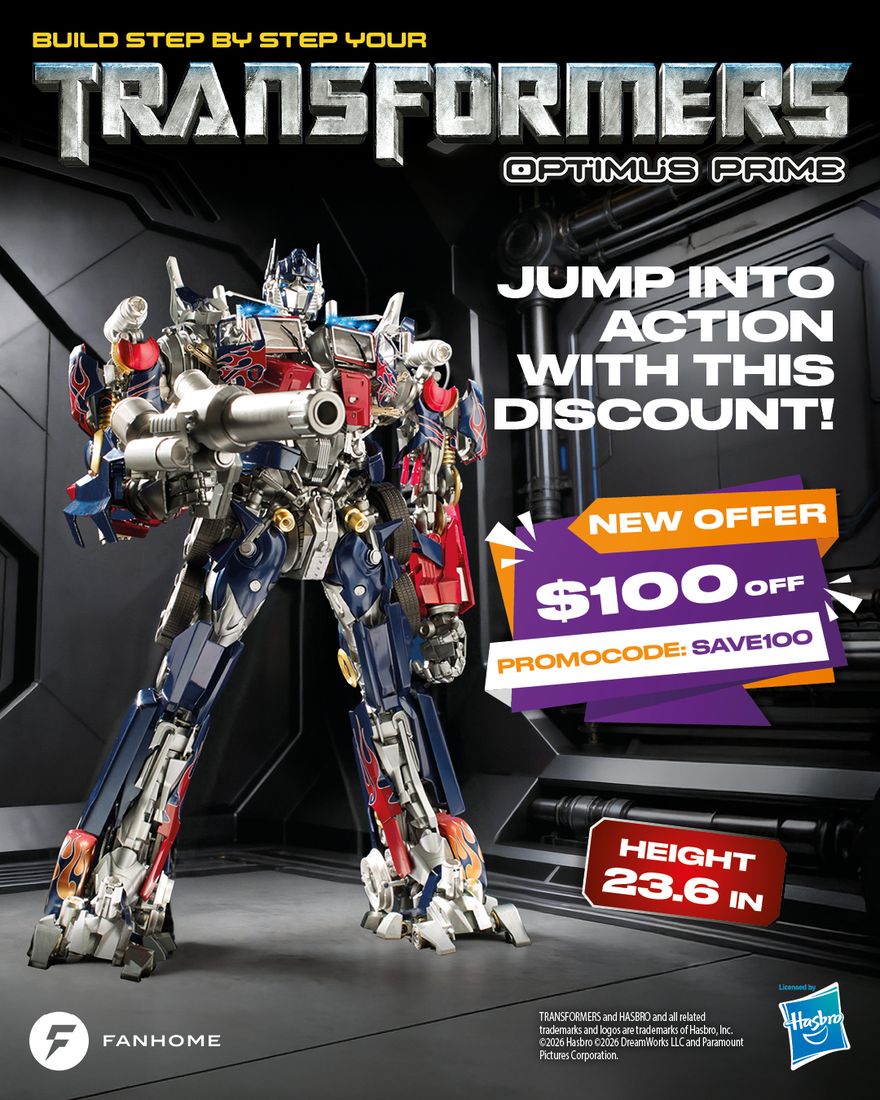 BUILD STEP BY STEP YOUR
TRANSFORMERS
OPTIMUS PRIME
JUMP INTO
ACTION
WITH THIS
DISCOUNT!
NEW OFFER
$100 OFF
PROMOCODE: SAVE100
HEIGHT
23.6 IN
Licensed by
Hasbro
TRANSFORMERS and HASBRO and all related
trademarks and logos are trademarks of Hasbro, Inc.
©2026 Hasbro ©2026 DreamWorks LLC and Paramount
Pictures Corporation.
FANHOME